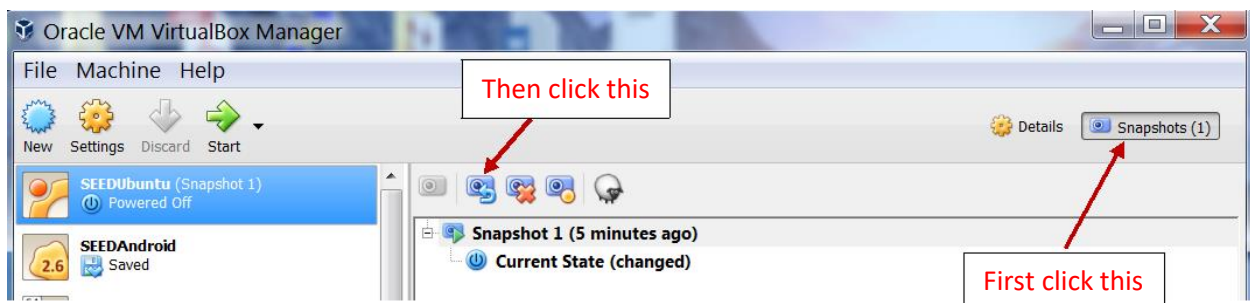 Oracle VM VirtualBox Manager
File Machine Help
Then click this
New Settings Discard Start
Details Snapshots (1)
SEEDUbuntu (Snapshot 1)
Powered Off
Snapshot 1 (5 minutes ago)
Current State (changed)
SEEDAndroid
2.6 Saved
First click this